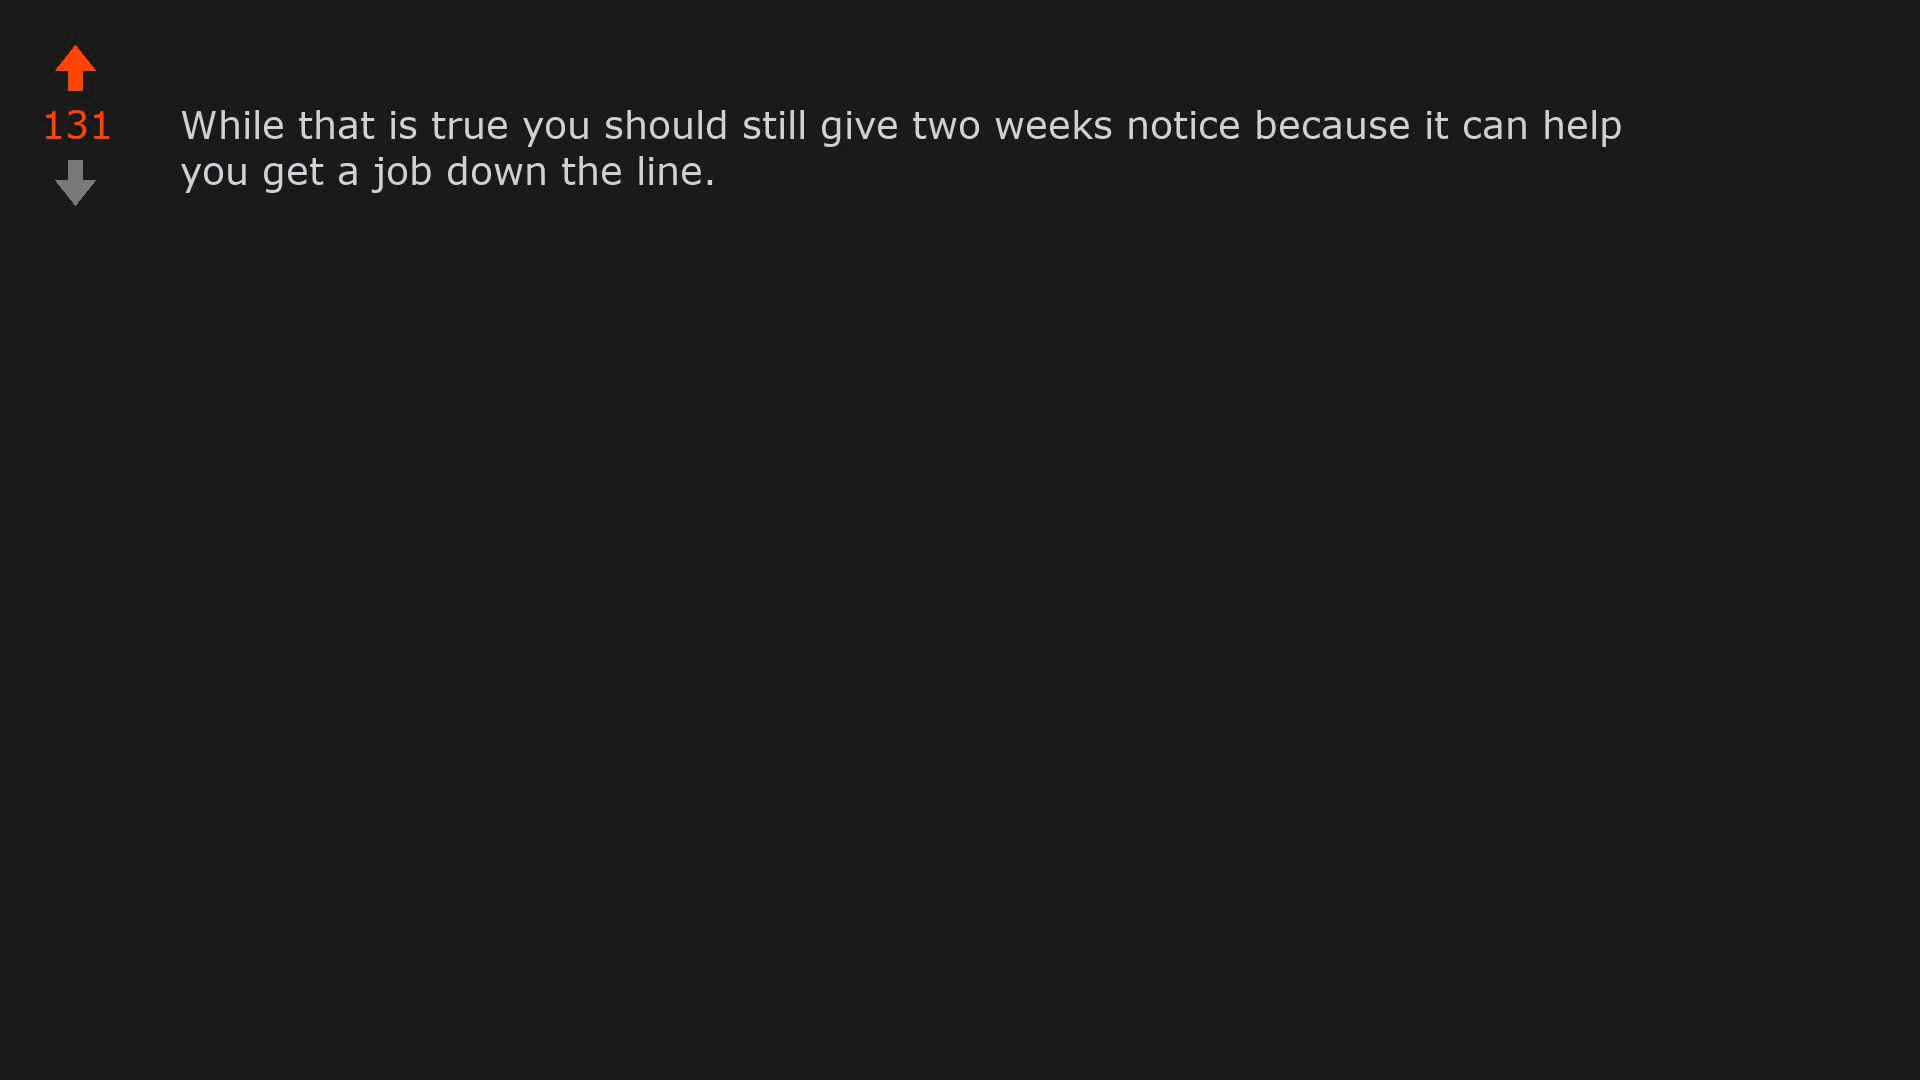 131
While that is true you should still give two weeks notice because it can help
you get a job down the line.